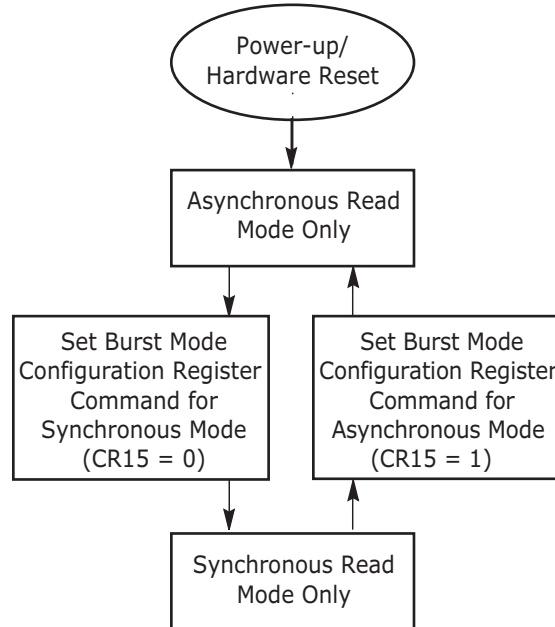 Power-up/
Hardware Reset
Asynchronous Read
Mode Only
Set Burst Mode
Configuration Register
Command for
Synchronous Mode
(CR15 = 0)
Set Burst Mode
Configuration Register
Command for
Asynchronous Mode
(CR15 = 1)
Synchronous Read
Mode Only